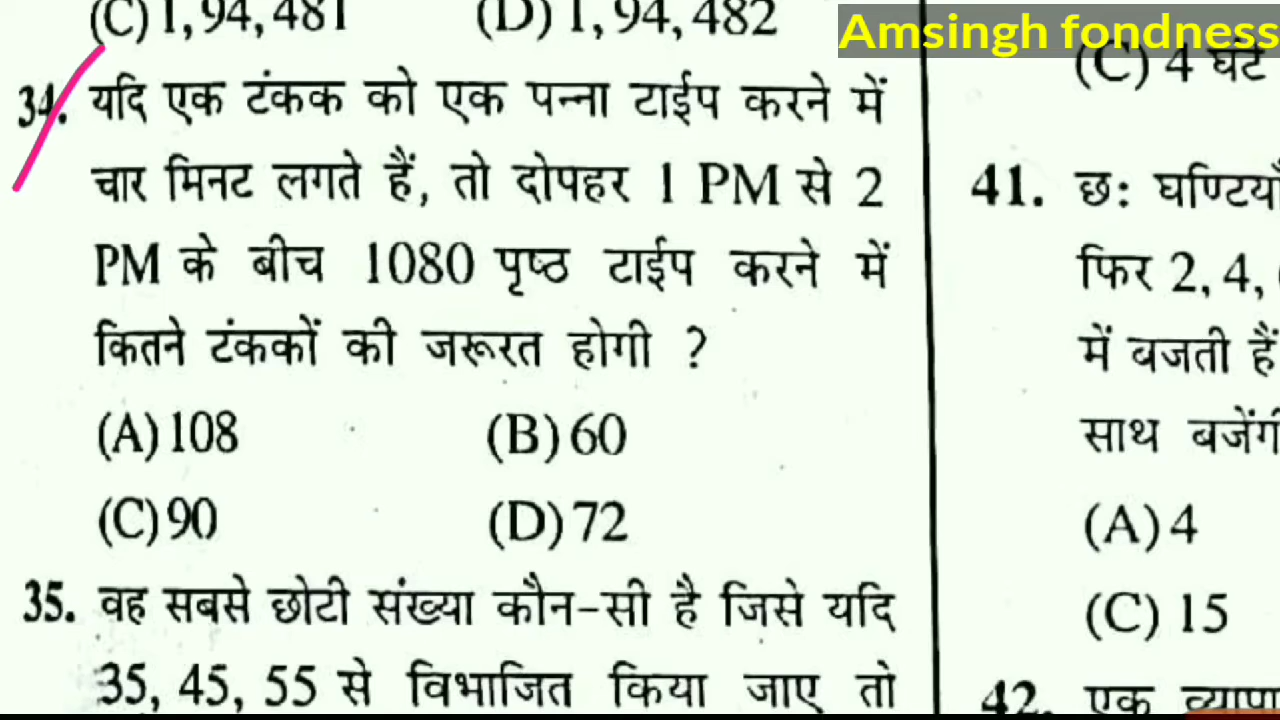 (C) 1, 94, 481 (D) 1, 94, 482
34. यदि एक टंकक को एक पन्ना टाईप करने में
चार मिनट लगते हैं, तो दोपहर 1 PM से 2
PM के बीच 1080 पृष्ठ टाईप करने में
कितने टंककों की जरूरत होगी ?
(A) 108 (B) 60
(C) 90 (D) 72
35. वह सबसे छोटी संख्या कौन-सी है जिसे यदि
35, 45, 55 से विभाजित किया जाए तो
Amsingh fondness
(C) 4 घंटे
41. छः घण्टियाँ
फिर 2, 4,
में बजती हैं
साथ बजेंगी
(A) 4
(C) 15
42. एक